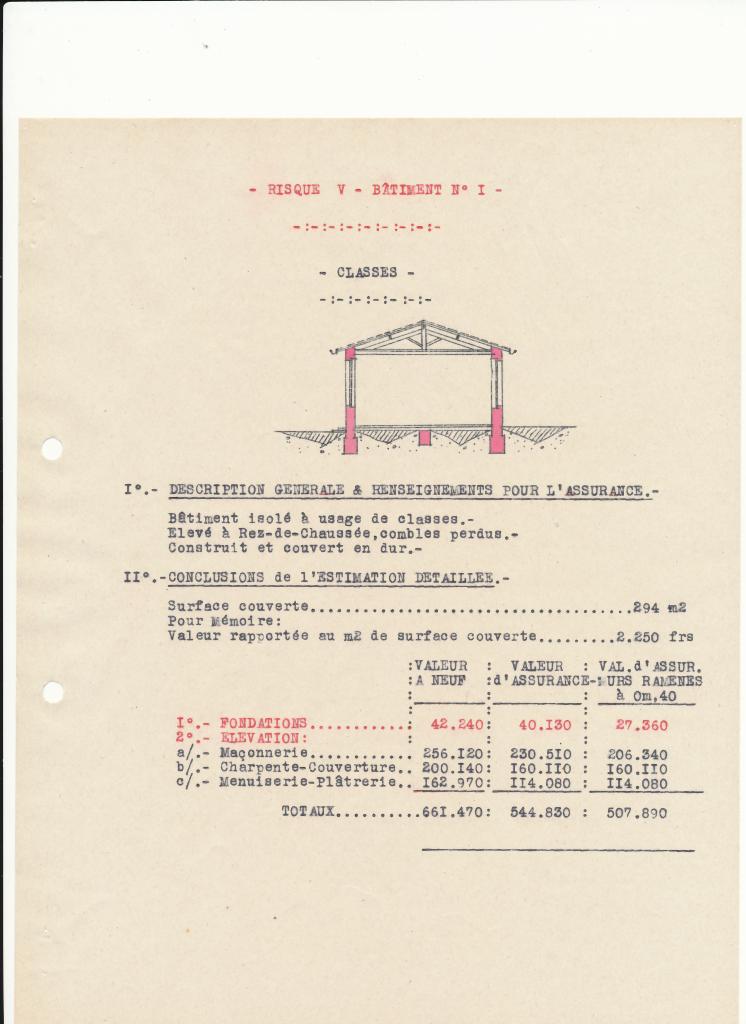 - RISQUE V - BÂTIMENT N° I -
-:-:-:-:-:-:-:-:-
- CLASSES -
-:-:-:-:-:-:-
I°.- DESCRIPTION GENERALE & RENSEIGNEMENTS POUR L'ASSURANCE.-
Bâtiment isolé à usage de classes.-
Elevé à Rez-de-Chaussée,combles perdus.-
Construit et couvert en dur.-
II°.-CONCLUSIONS de l'ESTIMATION DETAILLEE.-
Surface couverte.....................................294 m2
Pour Mémoire:
Valeur rapportée au m2 de surface couverte.........2.250 frs
:VALEUR : VALEUR : VAL.d'ASSUR.
:A NEUF :d'ASSURANCE-MURS RAMENES
: : : à Om,40
I°.- FONDATIONS...........: 42.240: 40.I30 : 27.360
2°.- ELEVATION: : : :
a/.- Maçonnerie............ 256.I20: 230.5I0 : 206.340
b/.- Charpente-Couverture.. 200.I40: I60.II0 : I60.II0
c/.- Menuiserie-Plâtrerie.. I62.970: II4.080 : II4.080
TOTAUX..........66I.470: 544.830 : 507.890